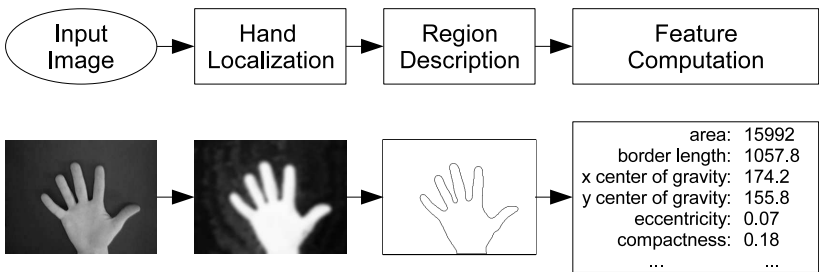 Input
Image
Hand
Localization
Region
Description
Feature
Computation
area: 15992
border length: 1057.8
x center of gravity: 174.2
y center of gravity: 155.8
eccentricity: 0.07
compactness: 0.18
... ...